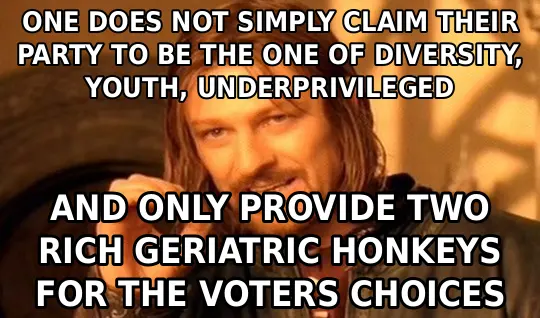 ONE DOES NOT SIMPLY CLAIM THEIR
PARTY TO BE THE ONE OF DIVERSITY,
YOUTH, UNDERPRIVILEGED
AND ONLY PROVIDE TWO
RICH GERIATRIC HONKEYS
FOR THE VOTERS CHOICES